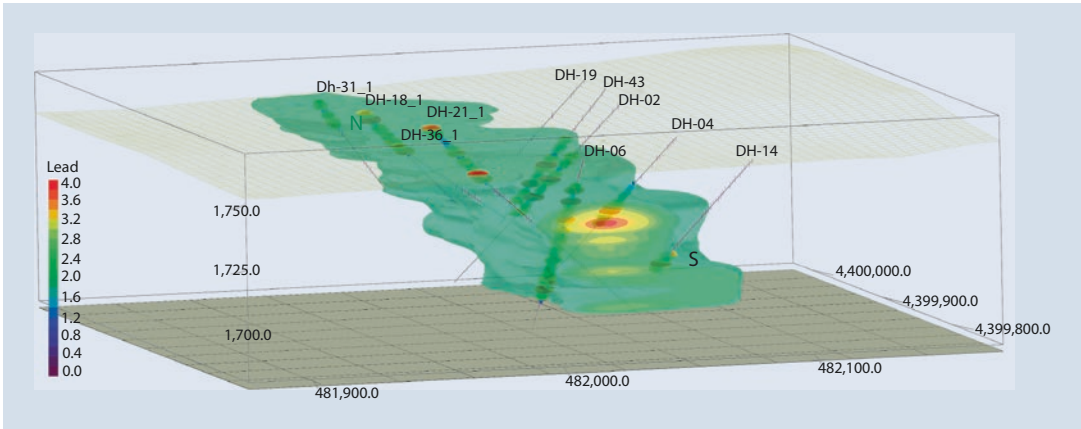 Dh-31_1
DH-18_1
DH-21_1
DH-36_1
DH-19
DH-43
DH-02
DH-06
DH-04
DH-14
N
S
Lead
4.0
3.6
3.2
2.8
2.4
2.0
1.6
1.2
0.8
0.4
0.0
1,750.0
1,725.0
1,700.0
481,900.0
482,000.0
482,100.0
4,400,000.0
4,399,900.0
4,399,800.0